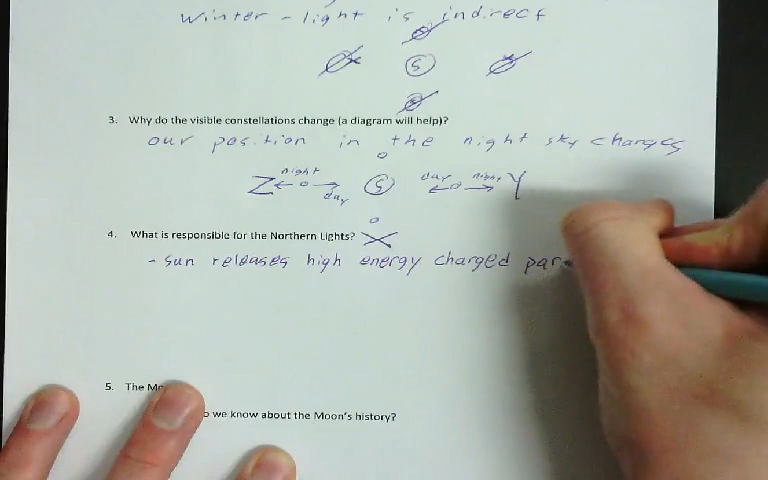 Winter - light is indirect
S
3. Why do the visible constellations change (a diagram will help)?
our position in the night sky changes
night day night
Z S Y
day
4. What is responsible for the Northern Lights?
- sun releases high energy charged par
5. The
we know about the Moon's history?